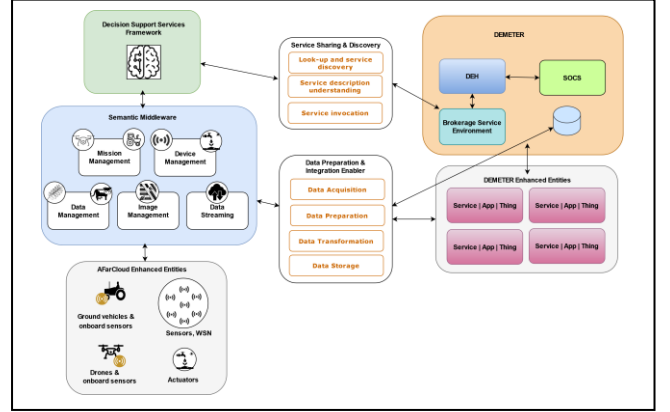 Decision Support Services
Framework
Semantic Middleware
Mission
Management
Device
Management
Data
Management
Image
Management
Data
Streaming
AFarCloud Enhanced Entities
Ground vehicles &
onboard sensors
Sensors, WSN
Drones &
onboard sensors
Actuators
Service Sharing & Discovery
Look-up and service
discovery
Service description
understanding
Service invocation
Data Preparation &
Integration Enabler
Data Acquisition
Data Preparation
Data Transformation
Data Storage
DEMETER
DEH
SOCS
Brokerage Service
Environment
DEMETER Enhanced Entities
Service | App | Thing
Service | App | Thing
Service | App | Thing
Service | App | Thing